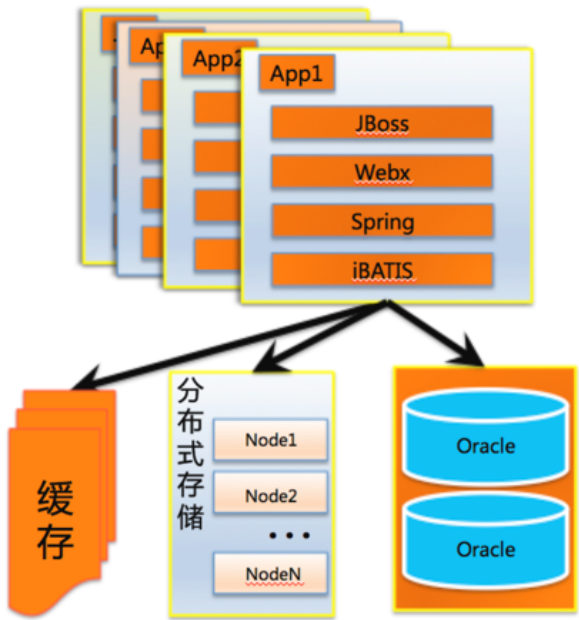 App1
App2
JBoss
Webx
Spring
iBATIS
缓存
分布式存储
Node1
Node2
...
NodeN
Oracle
Oracle